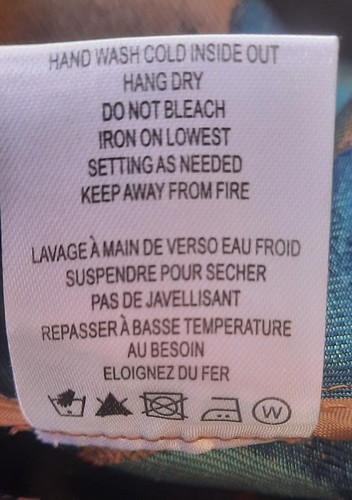 HAND WASH COLD INSIDE OUT
HANG DRY
DO NOT BLEACH
IRON ON LOWEST
SETTING AS NEEDED
KEEP AWAY FROM FIRE
LAVAGE À MAIN DE VERSO EAU FROID
SUSPENDRE POUR SECHER
PAS DE JAVELLISANT
REPASSER À BASSE TEMPERATURE
AU BESOIN
ELOIGNEZ DU FER
W